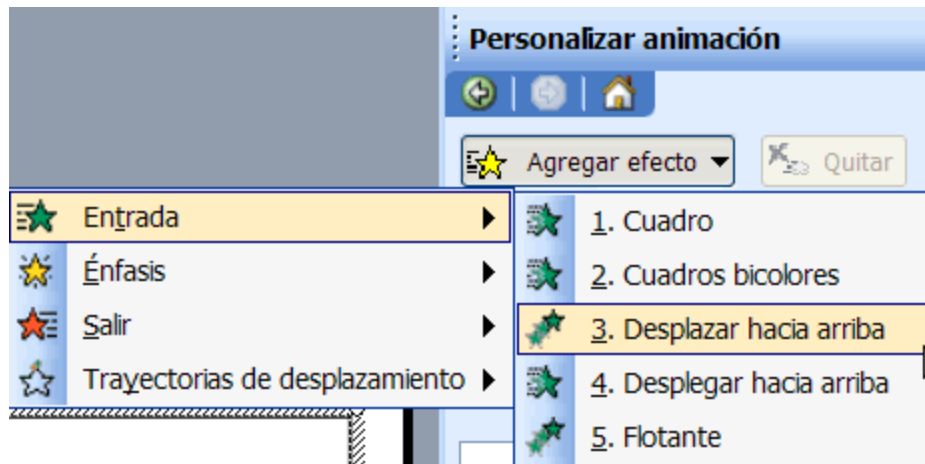 Personalizar animación
Agregar efecto
Quitar
Entrada
Énfasis
Salir
Trayectorias de desplazamiento
1. Cuadro
2. Cuadros bicolores
3. Desplazar hacia arriba
4. Desplegar hacia arriba
5. Flotante